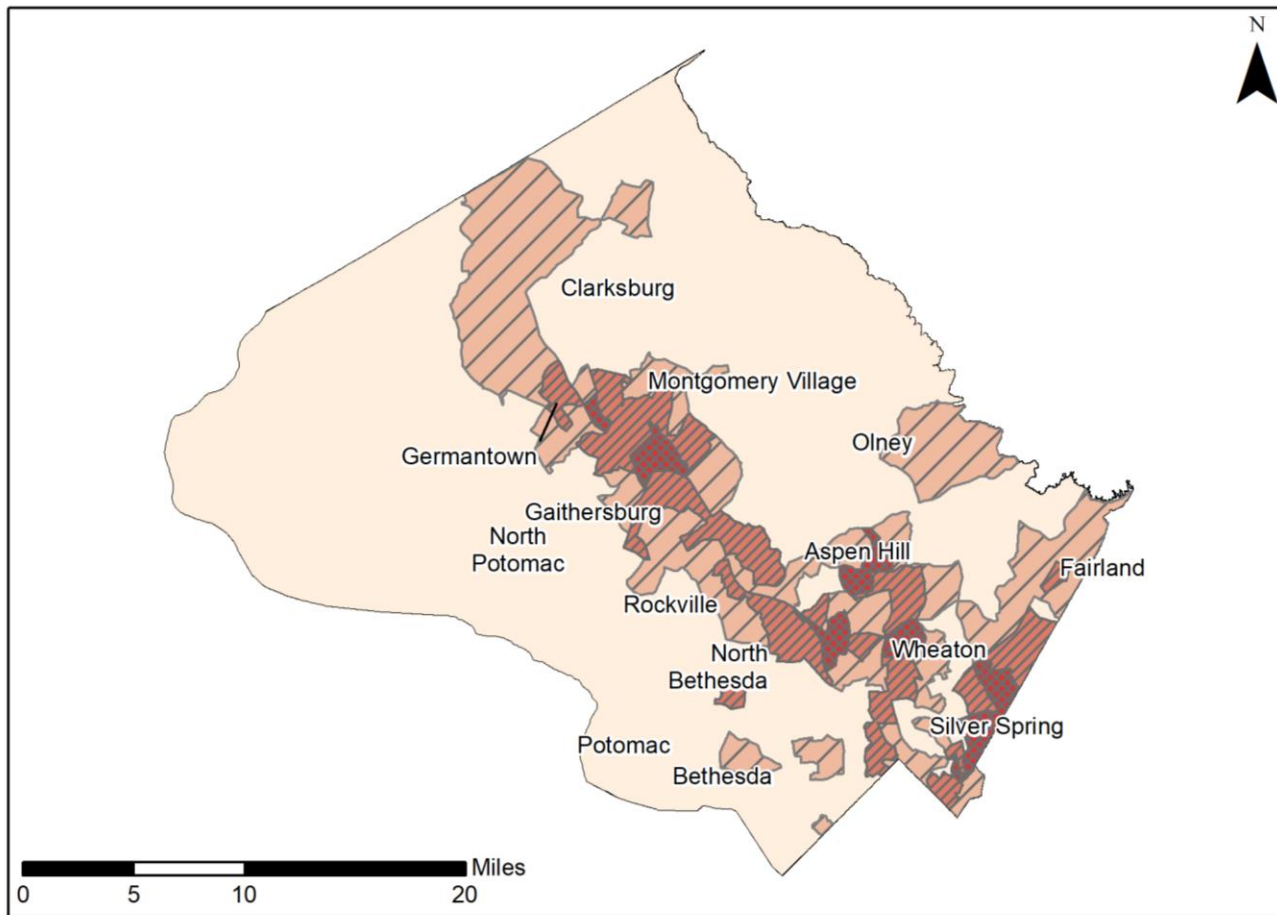 N
Clarksburg
Montgomery Village
Olney
Germantown
Gaithersburg
North
Potomac
Aspen Hill
Fairland
Rockville
Wheaton
North
Bethesda
Silver Spring
Potomac
Bethesda
Miles
0 5 10 20